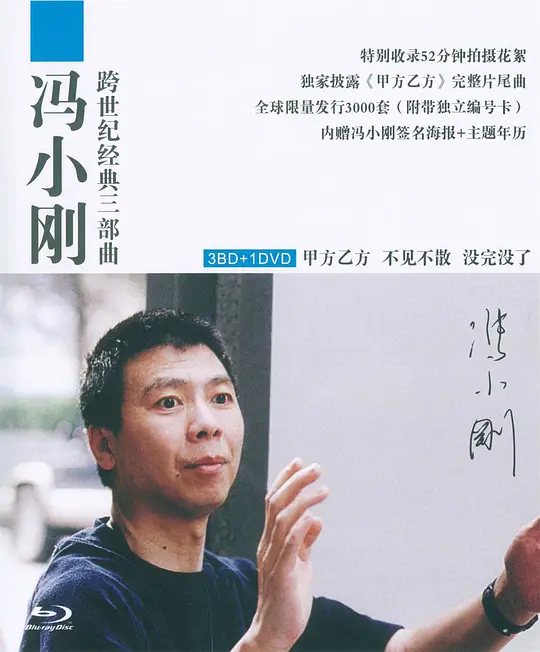 特别收录52分钟拍摄花絮
独家披露《甲方乙方》完整片尾曲
全球限量发行3000套（附带独立编号卡）
内赠冯小刚签名海报+主题年历
冯小刚
跨世纪经典三部曲
3BD+1DVD 甲方乙方 不见不散 没完没了
冯小刚
Blu-ray Disc